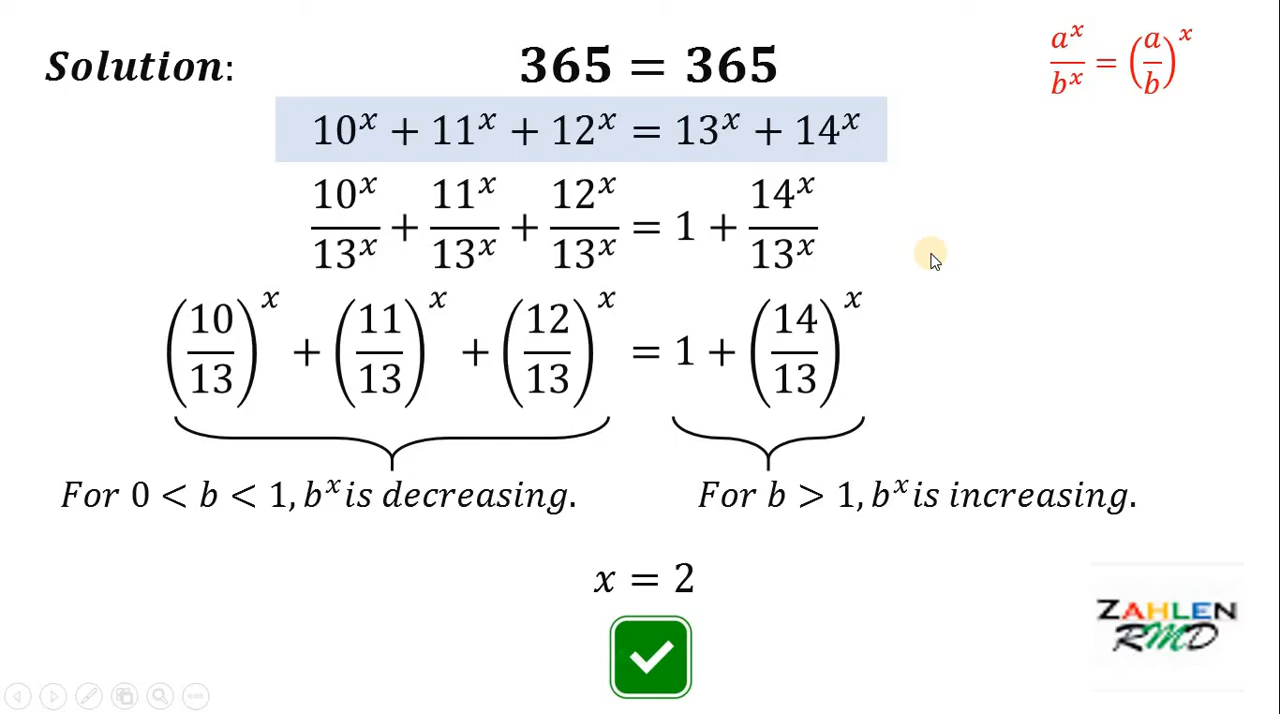 Solution: 365 = 365
a^x/b^x = (a/b)^x
10^x + 11^x + 12^x = 13^x + 14^x
10^x/13^x + 11^x/13^x + 12^x/13^x = 1 + 14^x/13^x
(10/13)^x + (11/13)^x + (12/13)^x = 1 + (14/13)^x
For 0 < b < 1, b^x is decreasing. For b > 1, b^x is increasing.
x = 2
ZAHLEN
RMD